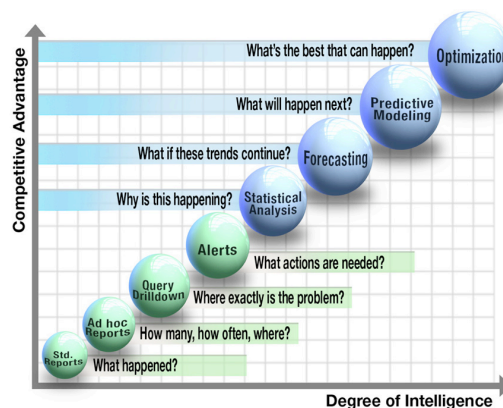 What's the best that can happen?
Optimization
What will happen next?
Predictive
Modeling
What if these trends continue?
Forecasting
Why is this happening?
Statistical
Analysis
Alerts
What actions are needed?
Query
Drilldown
Where exactly is the problem?
Ad hoc
Reports
How many, how often, where?
Std.
Reports
What happened?
Competitive Advantage
Degree of Intelligence